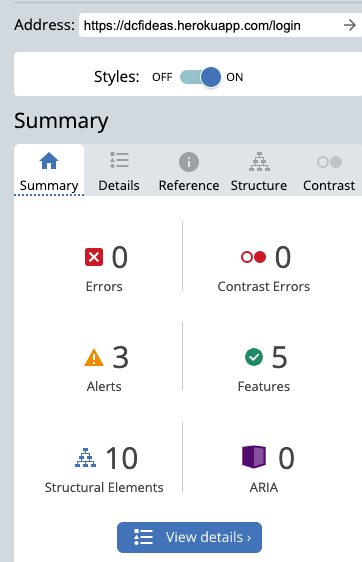 Address: https://dcfideas.herokuapp.com/login
Styles: OFF ON
Summary
Summary Details Reference Structure Contrast
0 0
Errors Contrast Errors
3 5
Alerts Features
10 0
Structural Elements ARIA
View details ›